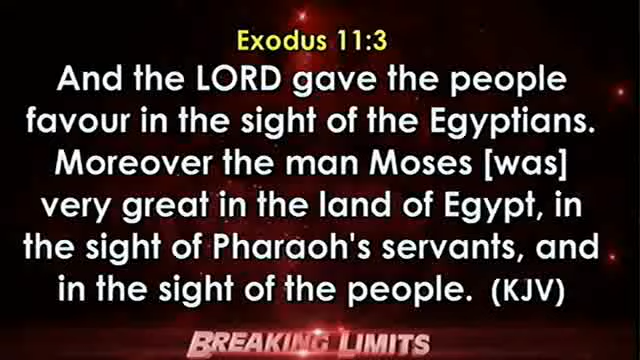 Exodus 11:3
And the LORD gave the people
favour in the sight of the Egyptians.
Moreover the man Moses [was]
very great in the land of Egypt, in
the sight of Pharaoh's servants, and
in the sight of the people. (KJV)
BREAKING LIMITS